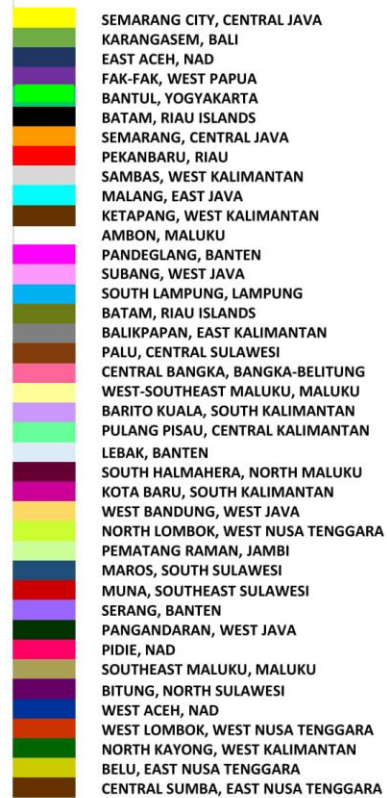 SEMARANG CITY, CENTRAL JAVA
KARANGASEM, BALI
EAST ACEH, NAD
FAK-FAK, WEST PAPUA
BANTUL, YOGYAKARTA
BATAM, RIAU ISLANDS
SEMARANG, CENTRAL JAVA
PEKANBARU, RIAU
SAMBAS, WEST KALIMANTAN
MALANG, EAST JAVA
KETAPANG, WEST KALIMANTAN
AMBON, MALUKU
PANDEGLANG, BANTEN
SUBANG, WEST JAVA
SOUTH LAMPUNG, LAMPUNG
BATAM, RIAU ISLANDS
BALIKPAPAN, EAST KALIMANTAN
PALU, CENTRAL SULAWESI
CENTRAL BANGKA, BANGKA-BELITUNG
WEST-SOUTHEAST MALUKU, MALUKU
BARITO KUALA, SOUTH KALIMANTAN
PULANG PISAU, CENTRAL KALIMANTAN
LEBAK, BANTEN
SOUTH HALMAHERA, NORTH MALUKU
KOTA BARU, SOUTH KALIMANTAN
WEST BANDUNG, WEST JAVA
NORTH LOMBOK, WEST NUSA TENGGARA
PEMATANG RAMAN, JAMBI
MAROS, SOUTH SULAWESI
MUNA, SOUTHEAST SULAWESI
SERANG, BANTEN
PANGANDARAN, WEST JAVA
PIDIE, NAD
SOUTHEAST MALUKU, MALUKU
BITUNG, NORTH SULAWESI
WEST ACEH, NAD
WEST LOMBOK, WEST NUSA TENGGARA
NORTH KAYONG, WEST KALIMANTAN
BELU, EAST NUSA TENGGARA
CENTRAL SUMBA, EAST NUSA TENGGARA